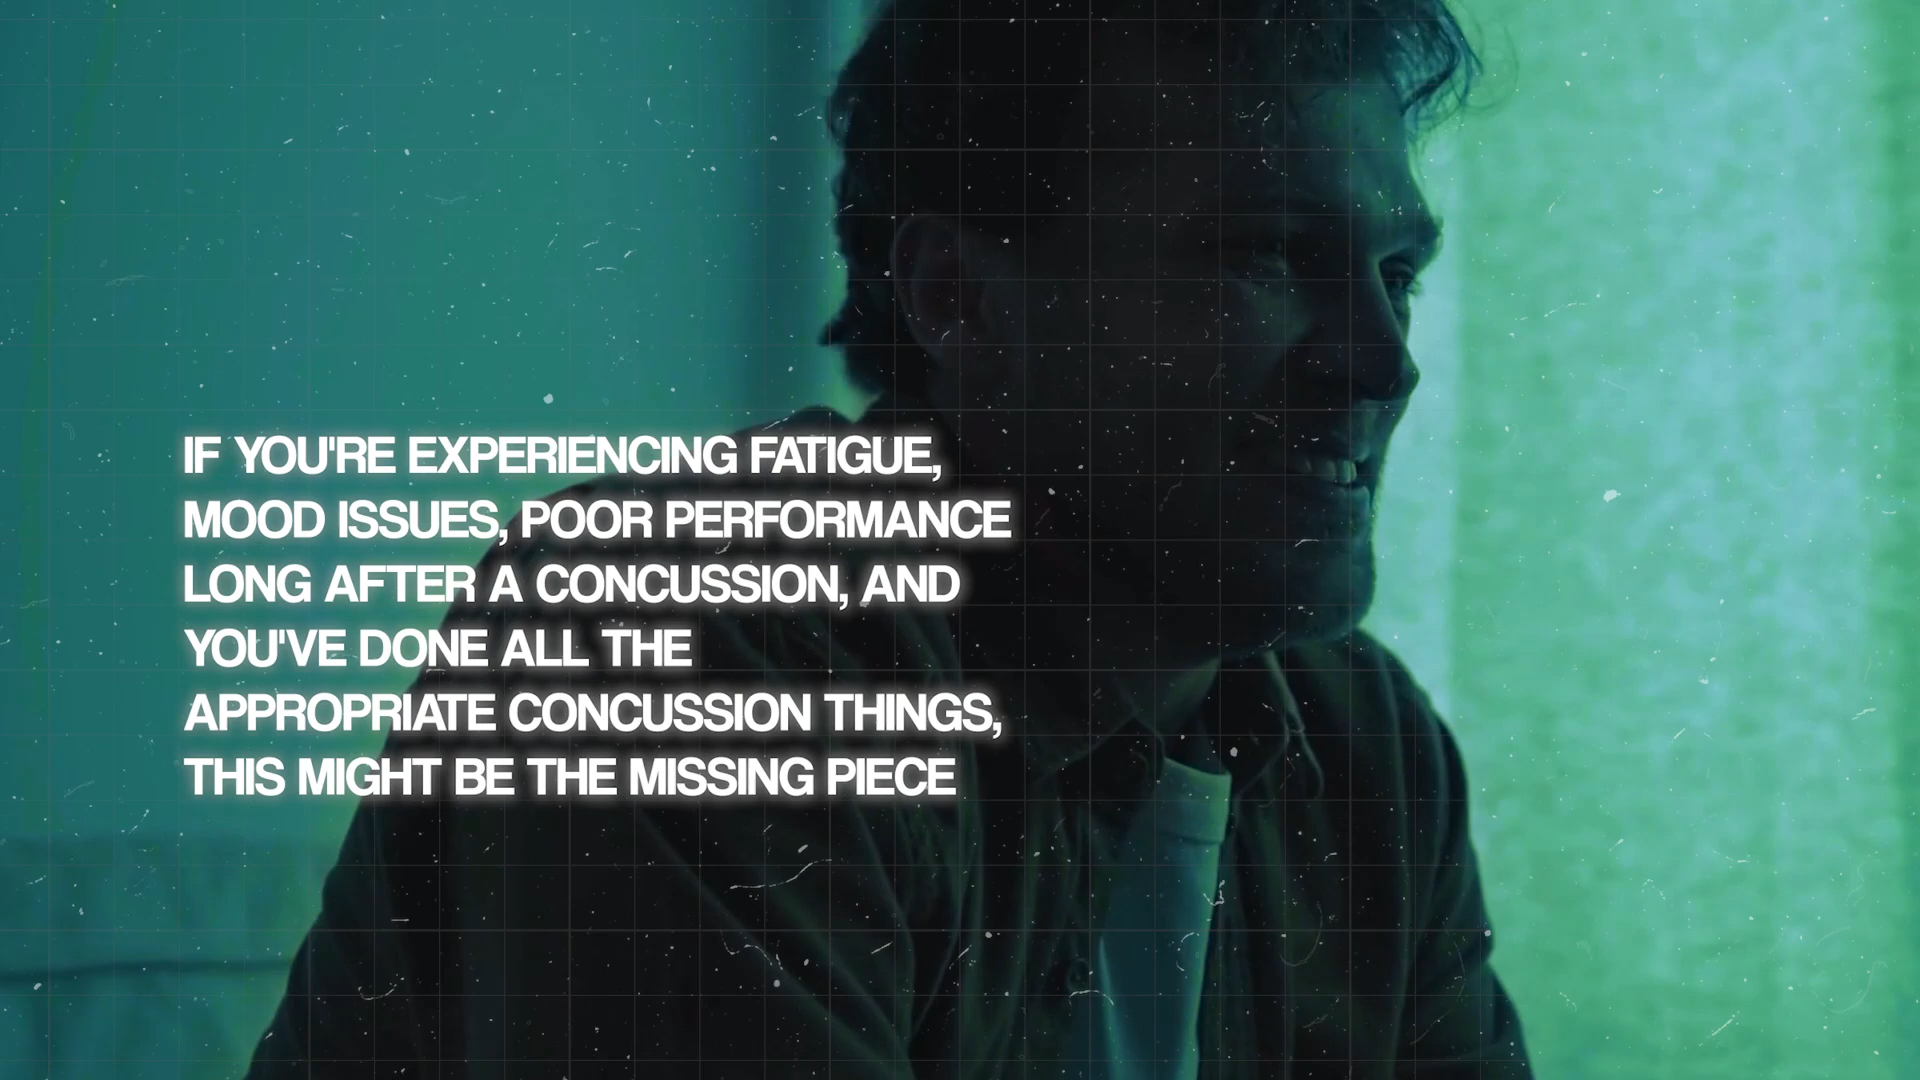 IF YOU'RE EXPERIENCING FATIGUE,
MOOD ISSUES, POOR PERFORMANCE
LONG AFTER A CONCUSSION, AND
YOU'VE DONE ALL THE
APPROPRIATE CONCUSSION THINGS,
THIS MIGHT BE THE MISSING PIECE